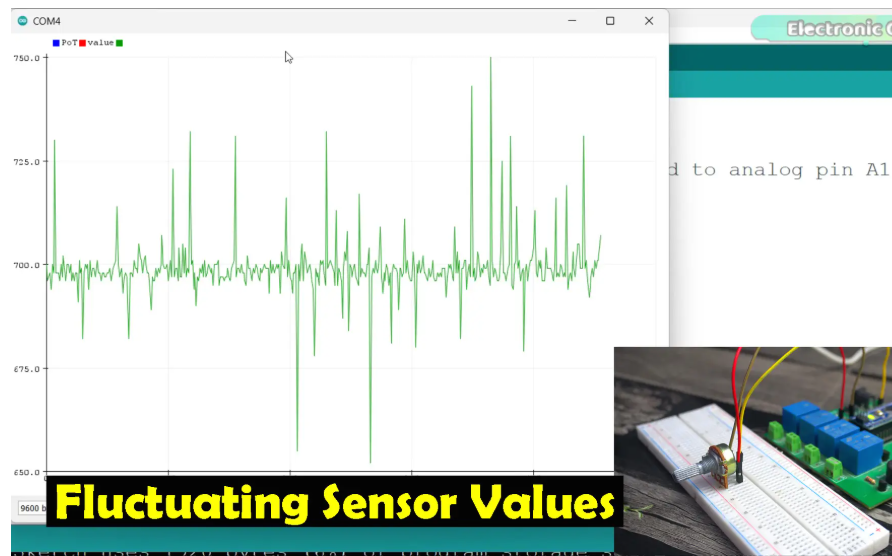 COM4
PoT value
Electronic
750.0
725.0
d to analog pin A1
700.0
675.0
650.0
Fluctuating Sensor Values
9600 b